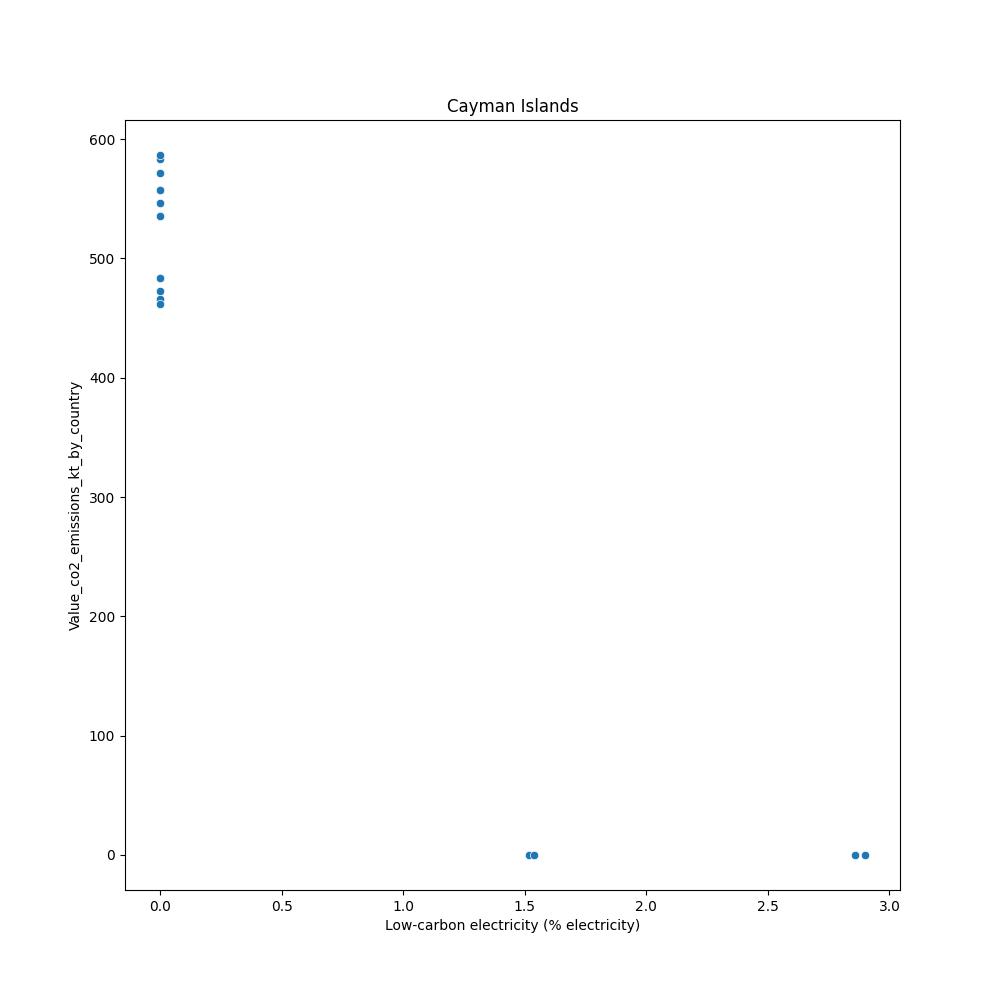 Cayman Islands
600
500
400
300
200
100
0
Value_co2_emissions_kt_by_country
0.0 0.5 1.0 1.5 2.0 2.5 3.0
Low-carbon electricity (% electricity)